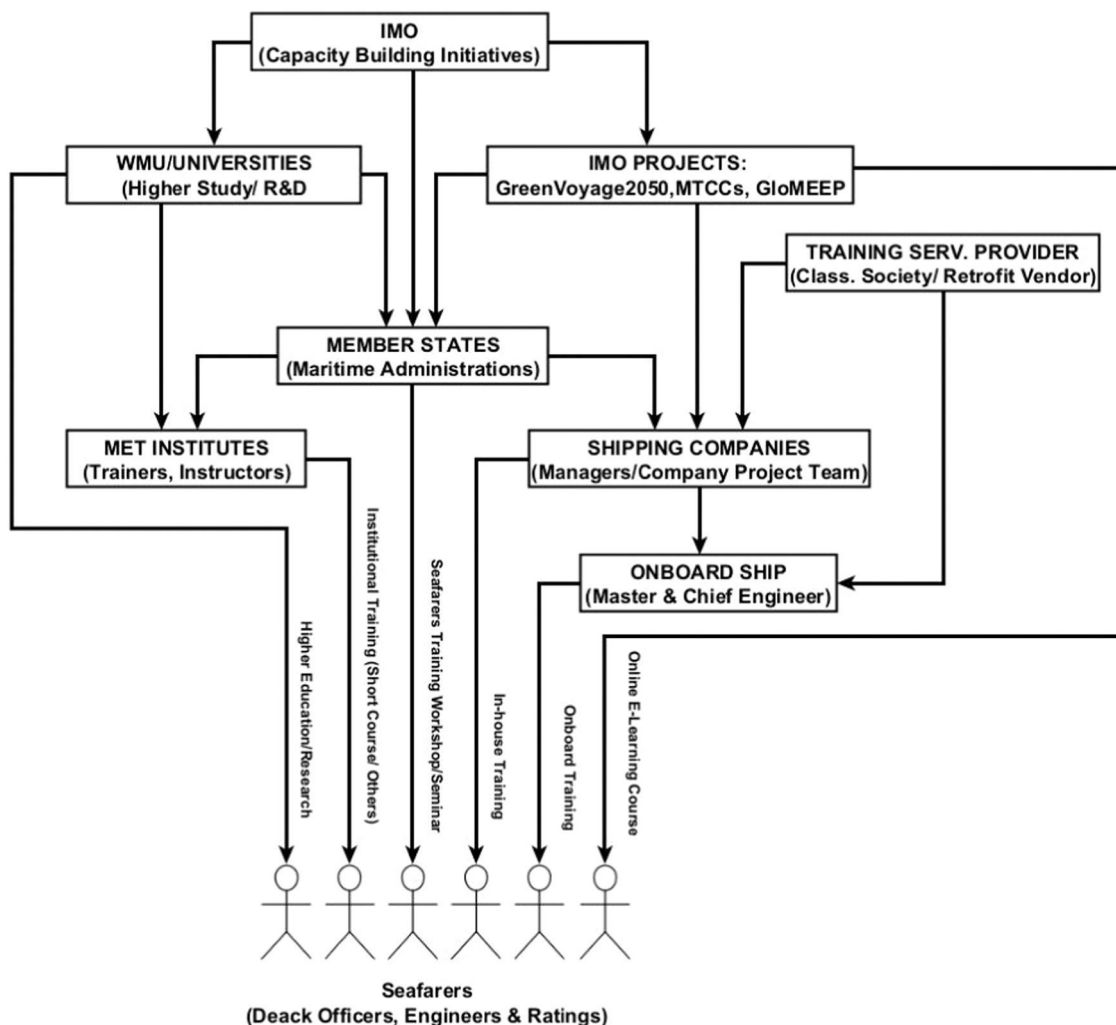 IMO
(Capacity Building Initiatives)
WMU/UNIVERSITIES
(Higher Study/ R&D
IMO PROJECTS:
GreenVoyage2050,MTCCs, GloMEEP
TRAINING SERV. PROVIDER
(Class. Society/ Retrofit Vendor)
MEMBER STATES
(Maritime Administrations)
MET INSTITUTES
(Trainers, Instructors)
SHIPPING COMPANIES
(Managers/Company Project Team)
ONBOARD SHIP
(Master & Chief Engineer)
Higher Education/Research
Institutional Training (Short Course/ Others)
Seafarers Training Workshop/Seminar
In-house Training
Onboard Training
Online E-Learning Course
Seafarers
(Deack Officers, Engineers & Ratings)